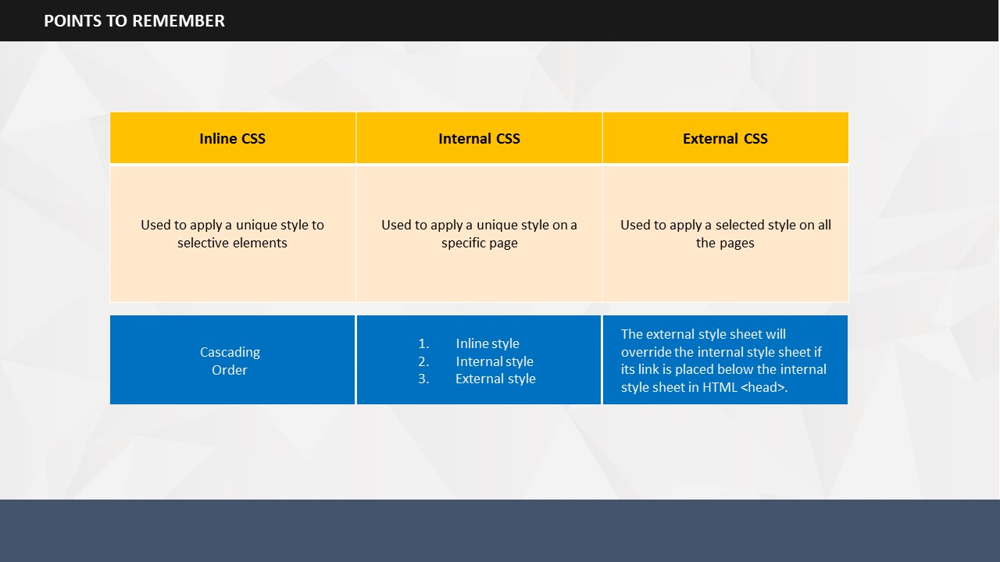 POINTS TO REMEMBER
Inline CSS
Internal CSS
External CSS
Used to apply a unique style to
selective elements
Used to apply a unique style on a
specific page
Used to apply a selected style on all
the pages
Cascading
Order
1. Inline style
2. Internal style
3. External style
The external style sheet will
override the internal style sheet if
its link is placed below the internal
style sheet in HTML <head>.